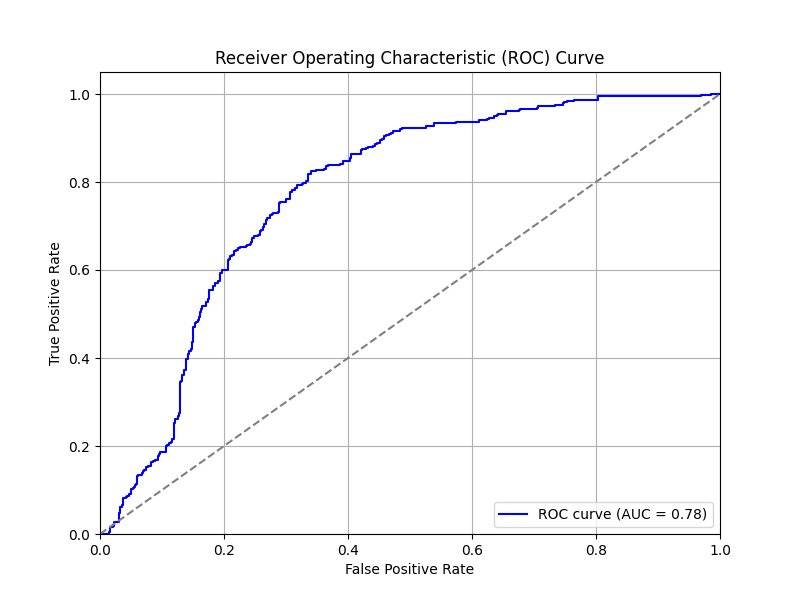 Receiver Operating Characteristic (ROC) Curve
True Positive Rate
1.0
0.8
0.6
0.4
0.2
0.0
0.0 0.2 0.4 0.6 0.8 1.0
False Positive Rate
ROC curve (AUC = 0.78)